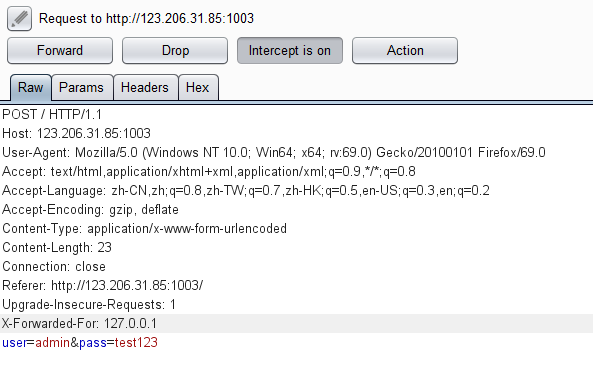 Request to http://123.206.31.85:1003
Forward Drop Intercept is on Action
Raw Params Headers Hex
POST / HTTP/1.1
Host: 123.206.31.85:1003
User-Agent: Mozilla/5.0 (Windows NT 10.0; Win64; x64; rv:69.0) Gecko/20100101 Firefox/69.0
Accept: text/html,application/xhtml+xml,application/xml;q=0.9,*/*;q=0.8
Accept-Language: zh-CN,zh;q=0.8,zh-TW;q=0.7,zh-HK;q=0.5,en-US;q=0.3,en;q=0.2
Accept-Encoding: gzip, deflate
Content-Type: application/x-www-form-urlencoded
Content-Length: 23
Connection: close
Referer: http://123.206.31.85:1003/
Upgrade-Insecure-Requests: 1
X-Forwarded-For: 127.0.0.1
user=admin&pass=test123